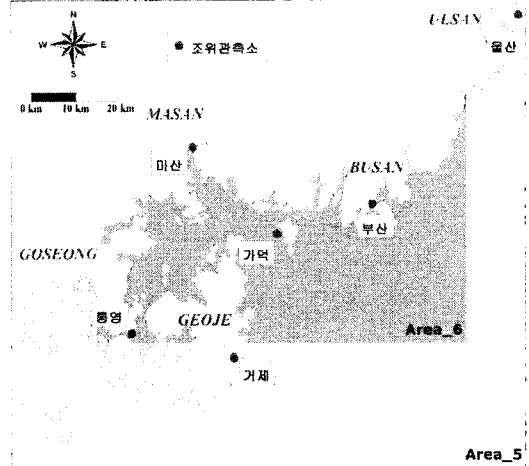 N
W E
S
조위관측소
ULSAN
울산
0 km 10 km 20 km
MASAN
마산
BUSAN
부산
가덕
GOSEONG
통영
GEOJE
Area_6
거제
Area_5